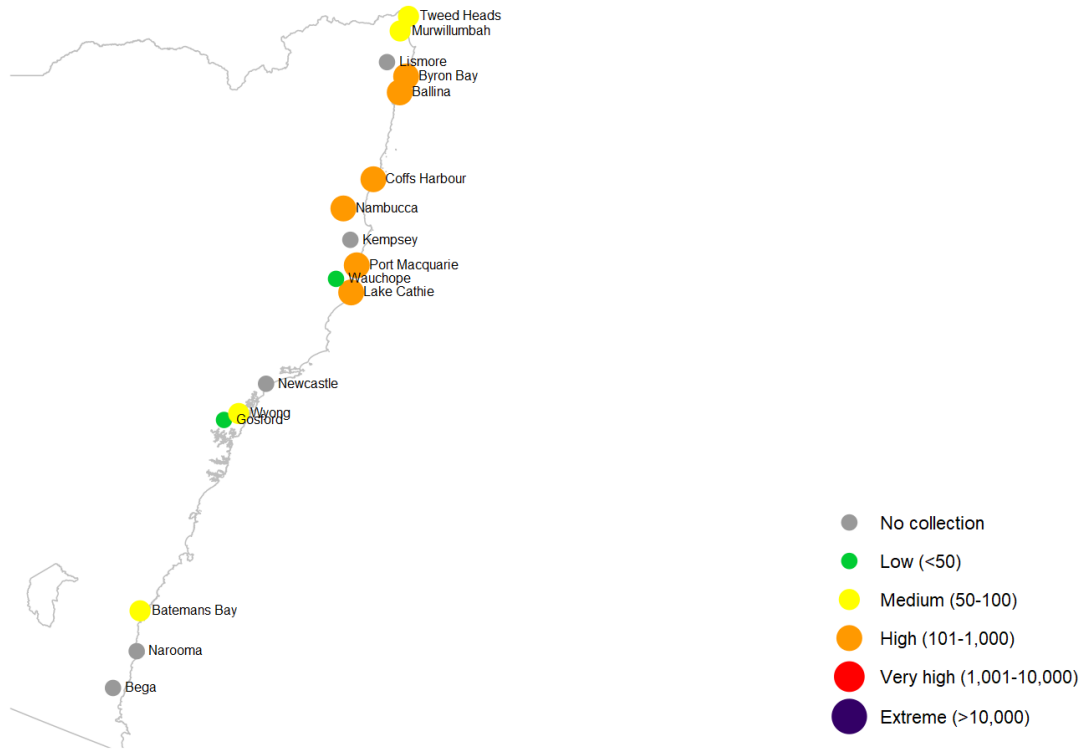 Tweed Heads
Murwillumbah
Lismore
Byron Bay
Ballina
Coffs Harbour
Nambucca
Kempsey
Port Macquarie
Wauchope
Lake Cathie
Newcastle
Wyong
Gosford
Batemans Bay
Narooma
Bega
No collection
Low (<50)
Medium (50-100)
High (101-1,000)
Very high (1,001-10,000)
Extreme (>10,000)